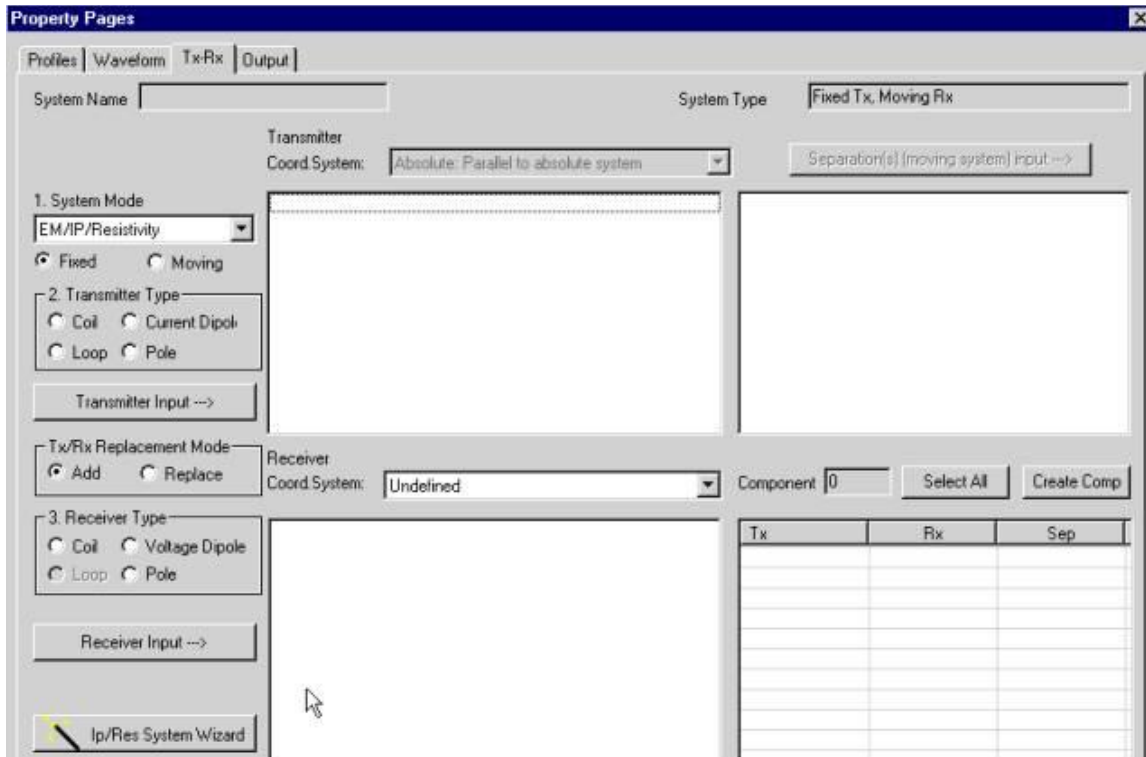 Property Pages
Profiles Waveform Tx-Rx Output
System Name
System Type Fixed Tx, Moving Rx
Transmitter
Coord.System: Absolute: Parallel to absolute system
Separation(s) (moving system) input --->
1. System Mode
EM/IP/Resistivity
Fixed Moving
2. Transmitter Type
Coil Current Dipole
Loop Pole
Transmitter Input --->
Tx/Rx Replacement Mode
Add Replace
Receiver
Coord.System: Undefined
Component 0 Select All Create Comp
3. Receiver Type
Coil Voltage Dipole
Loop Pole
Tx Rx Sep
Receiver Input --->
Ip/Res System Wizard